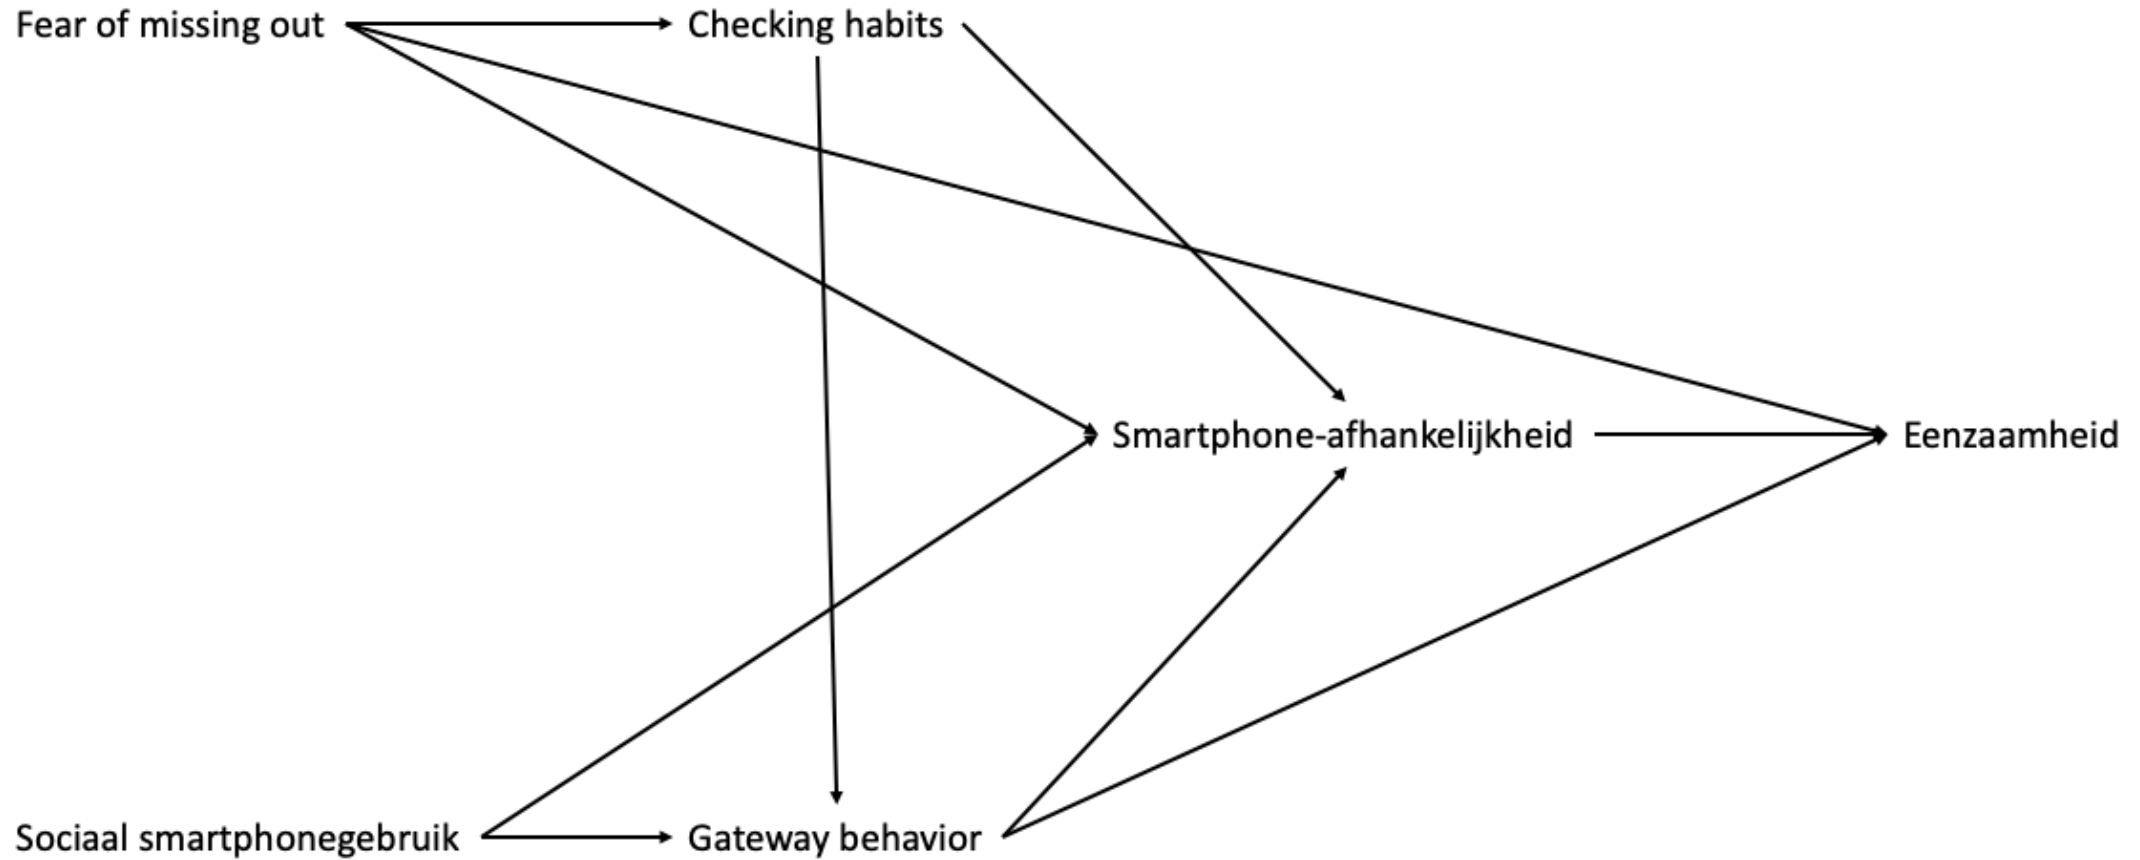 Fear of missing out
Checking habits
Smartphone-afhankelijkheid
Eenzaamheid
Sociaal smartphonegebruik
Gateway behavior